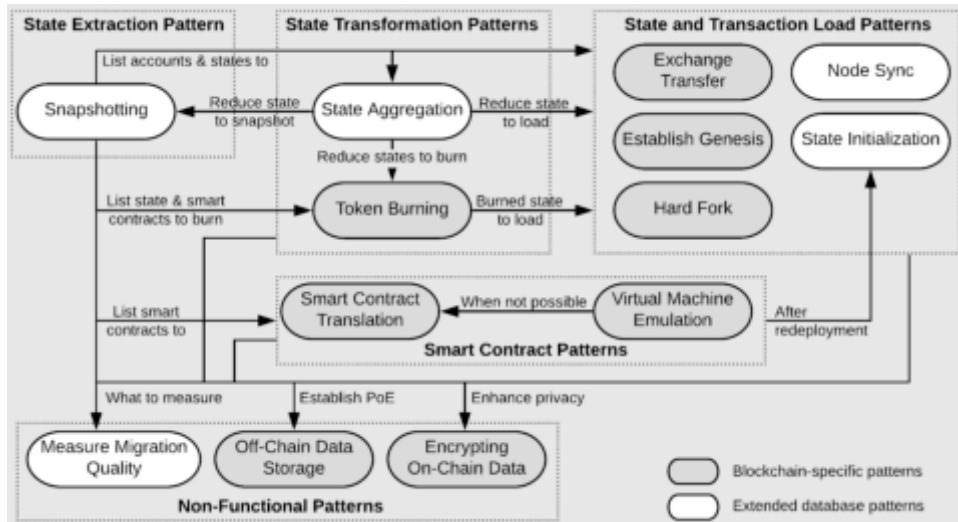 State Extraction Pattern
State Transformation Patterns
State and Transaction Load Patterns
List accounts & states to
Exchange
Transfer
Node Sync
Snapshotting
Reduce state
to snapshot
State Aggregation
Reduce state
to load
Establish Genesis
State Initialization
Reduce states to burn
List state & smart
contracts to burn
Token Burning
Burned state
to load
Hard Fork
List smart
contracts to
Smart Contract
Translation
When not possible
Virtual Machine
Emulation
After
redeployment
Smart Contract Patterns
What to measure
Establish PoE
Enhance privacy
Measure Migration
Quality
Off-Chain Data
Storage
Encrypting
On-Chain Data
Non-Functional Patterns
Blockchain-specific patterns
Extended database patterns